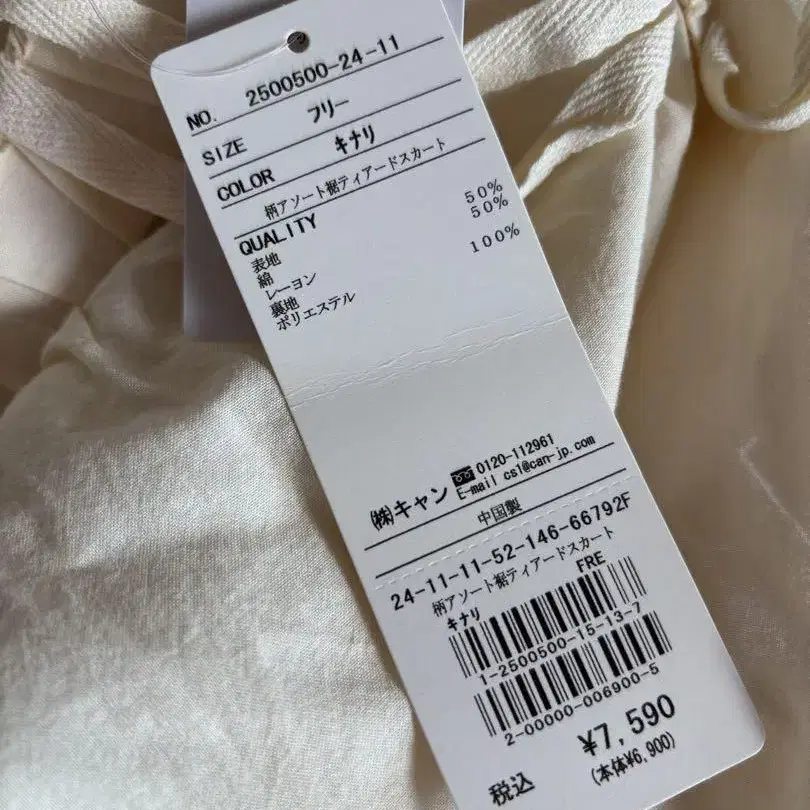 NO. 2500500-24-11
SIZE フリー
COLOR キナリ
柄アソート裾ティアードスカート
QUALITY
表地
綿 50%
レーヨン 50%
裏地
ポリエステル 100%
㈱キャン 0120-112961
E-mail cs1@can-jp.com
中国製
24-11-11-52-146-66792F
柄アソート裾ティアードスカート
キナリ FRE
1-2500500-15-13-7
2-00000-006900-5
税込 ¥7,590
(本体¥6,900)